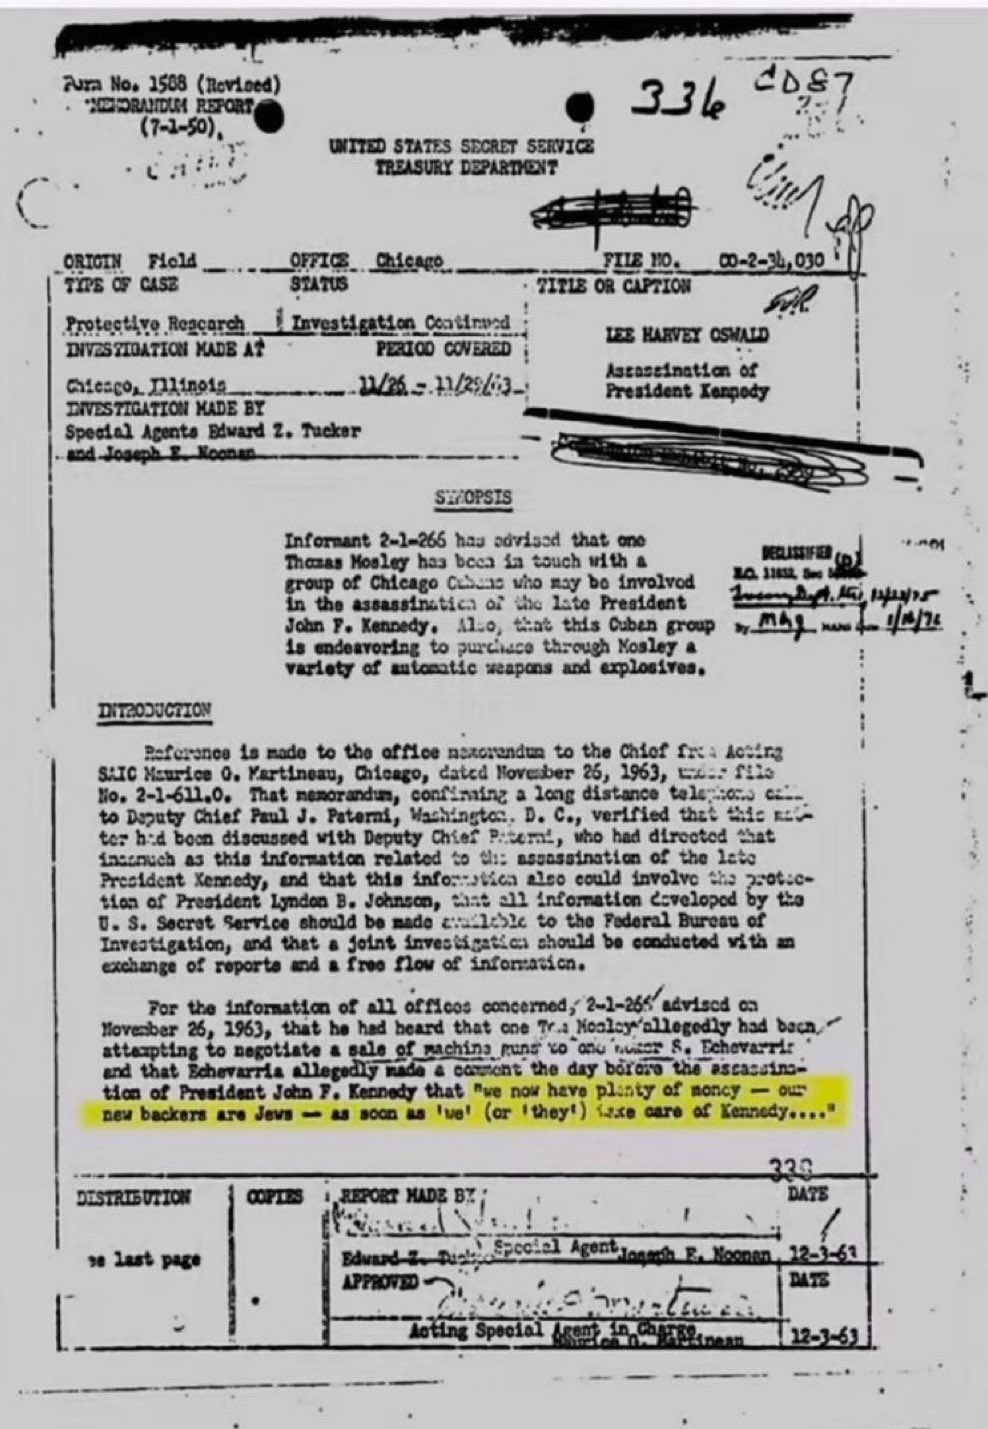 Form No. 1588 (Revised)
MEMORANDUM REPORT
(7-1-50)
336
CD 87
UNITED STATES SECRET SERVICE
TREASURY DEPARTMENT
ORIGIN Field OFFICE Chicago FILE NO. CO-2-34,030
TYPE OF CASE STATUS TITLE OR CAPTION
Protective Research Investigation Continued
LEE HARVEY OSWALD
INVESTIGATION MADE AT PERIOD COVERED
Assassination of
Chicago, Illinois 11/26 - 11/29/63
President Kennedy
INVESTIGATION MADE BY
Special Agents Edward Z. Tucker
and Joseph E. Noonan
SYNOPSIS
Informant 2-1-266 has advised that one
Thomas Mosley has been in touch with a
group of Chicago Cubans who may be involved
in the assassination of the late President
John F. Kennedy. Also, that this Cuban group
is endeavoring to purchase through Mosley a
variety of automatic weapons and explosives.
DECLASSIFIED
E.O. 11652, Sec
12/22/75
By MHg 1/16/76
INTRODUCTION
Reference is made to the office memorandum to the Chief from Acting
SAIC Maurice G. Martineau, Chicago, dated November 26, 1963, under file
No. 2-1-611.0. That memorandum, confirming a long distance telephone call
to Deputy Chief Paul J. Paterni, Washington, D. C., verified that this mat-
ter had been discussed with Deputy Chief Paterni, who had directed that
inasmuch as this information related to the assassination of the late
President Kennedy, and that this information also could involve the protec-
tion of President Lyndon B. Johnson, that all information developed by the
U. S. Secret Service should be made available to the Federal Bureau of
Investigation, and that a joint investigation should be conducted with an
exchange of reports and a free flow of information.
For the information of all offices concerned, 2-1-266 advised on
November 26, 1963, that he had heard that one Tom Mosley allegedly had been
attempting to negotiate a sale of machine guns to one Homer S. Echevarria
and that Echevarria allegedly made a comment the day before the assassina-
tion of President John F. Kennedy that "we now have plenty of money — our
new backers are Jews — as soon as 'we' (or 'they') take care of Kennedy...."
338
DISTRIBUTION COPIES REPORT MADE BY DATE
Special Agent
last page Edward Z. Tucker Joseph E. Noonan 12-3-63
APPROVED DATE
Acting Special Agent in Charge
Maurice G. Martineau 12-3-63